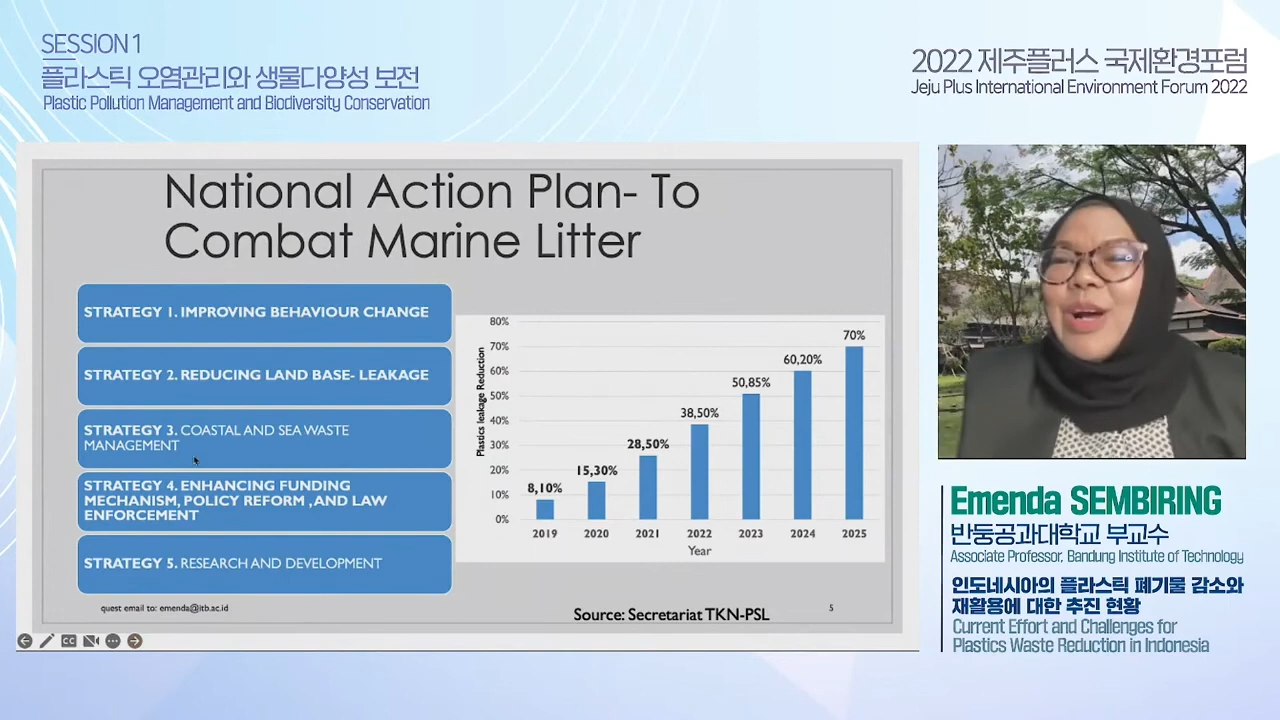 SESSION 1
플라스틱 오염관리와 생물다양성 보전
Plastic Pollution Management and Biodiversity Conservation
2022 제주플러스 국제환경포럼
Jeju Plus International Environment Forum 2022
National Action Plan- To
Combat Marine Litter
STRATEGY 1. IMPROVING BEHAVIOUR CHANGE
STRATEGY 2. REDUCING LAND BASE- LEAKAGE
STRATEGY 3. COASTAL AND SEA WASTE
MANAGEMENT
STRATEGY 4. ENHANCING FUNDING
MECHANISM, POLICY REFORM ,AND LAW
ENFORCEMENT
STRATEGY 5. RESEARCH AND DEVELOPMENT
Plastics leakage Reduction
80%
70%
60%
50%
40%
30%
20%
10%
0%
8,10%
15,30%
28,50%
38,50%
50,85%
60,20%
70%
2019 2020 2021 2022 2023 2024 2025
Year
quest email to: emenda@itb.ac.id
Source: Secretariat TKN-PSL
5
CC
Emenda SEMBIRING
반둥공과대학교 부교수
Associate Professor, Bandung Institute of Technology
인도네시아의 플라스틱 폐기물 감소와
재활용에 대한 추진 현황
Current Effort and Challenges for
Plastics Waste Reduction in Indonesia